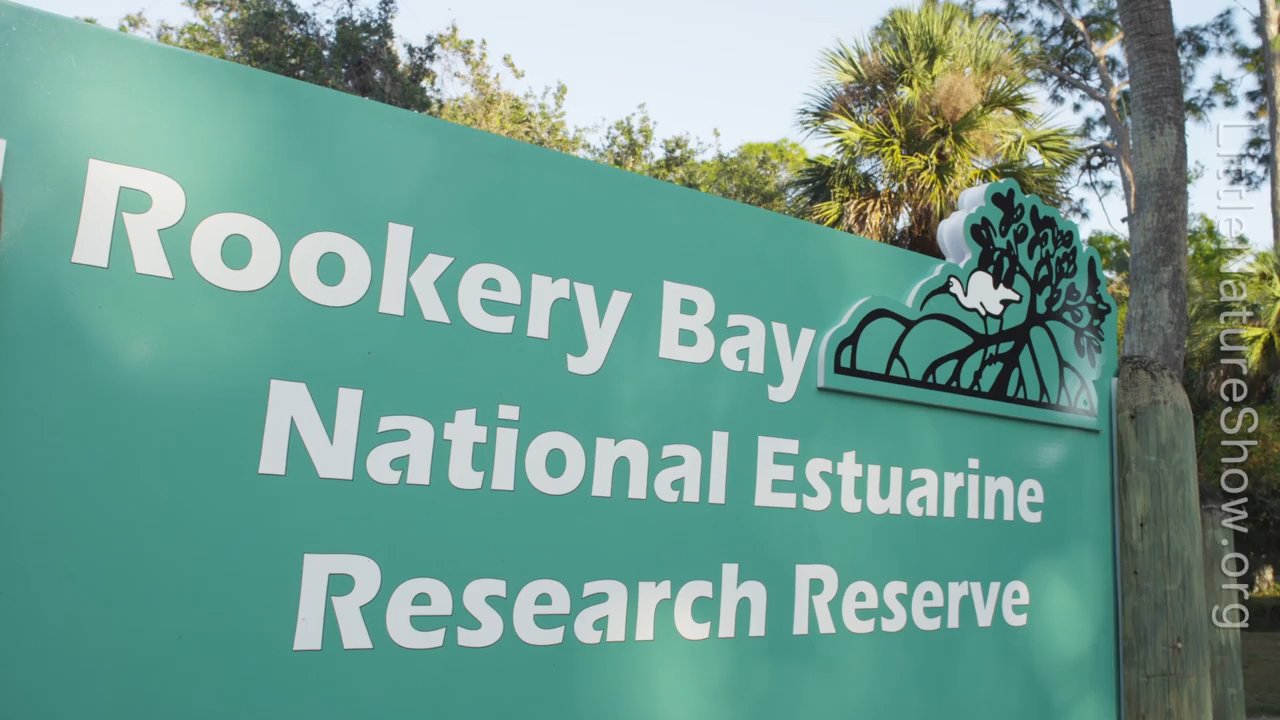 Rookery Bay
National Estuarine
Research Reserve
LittleNatureShow.org